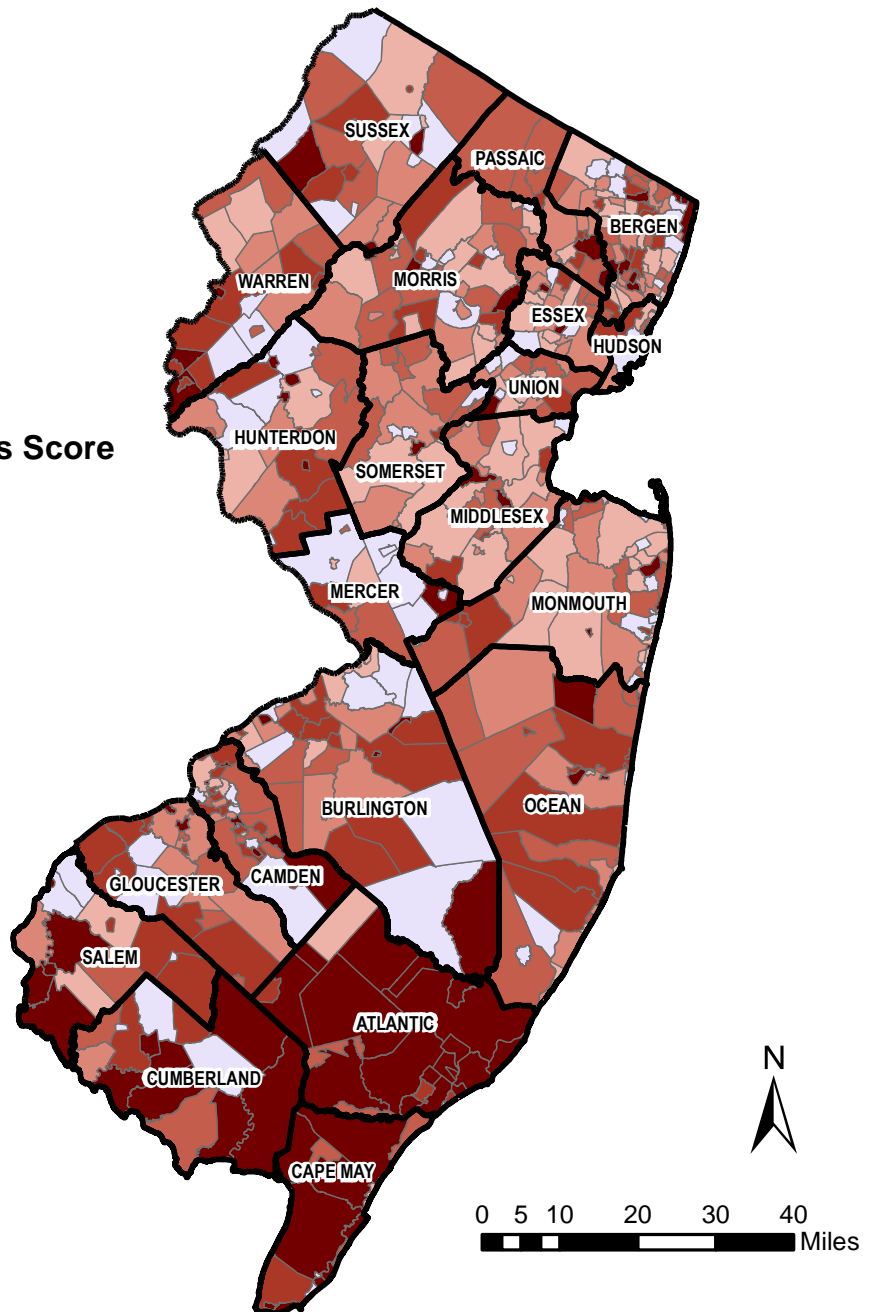 SUSSEX
PASSAIC
BERGEN
WARREN
MORRIS
ESSEX
HUDSON
UNION
HUNTERDON
s Score
SOMERSET
MIDDLESEX
MERCER
MONMOUTH
BURLINGTON
OCEAN
CAMDEN
GLOUCESTER
SALEM
ATLANTIC
CUMBERLAND
N
CAPE MAY
0 5 10 20 30 40
Miles